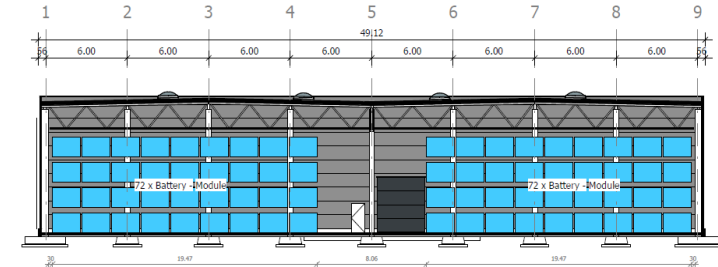 1 2 3 4 5 6 7 8 9
49.12
56 6.00 6.00 6.00 6.00 6.00 6.00 6.00 6.00 56
72 x Battery - Module 72 x Battery - Module
30 19.47 8.06 19.47 30